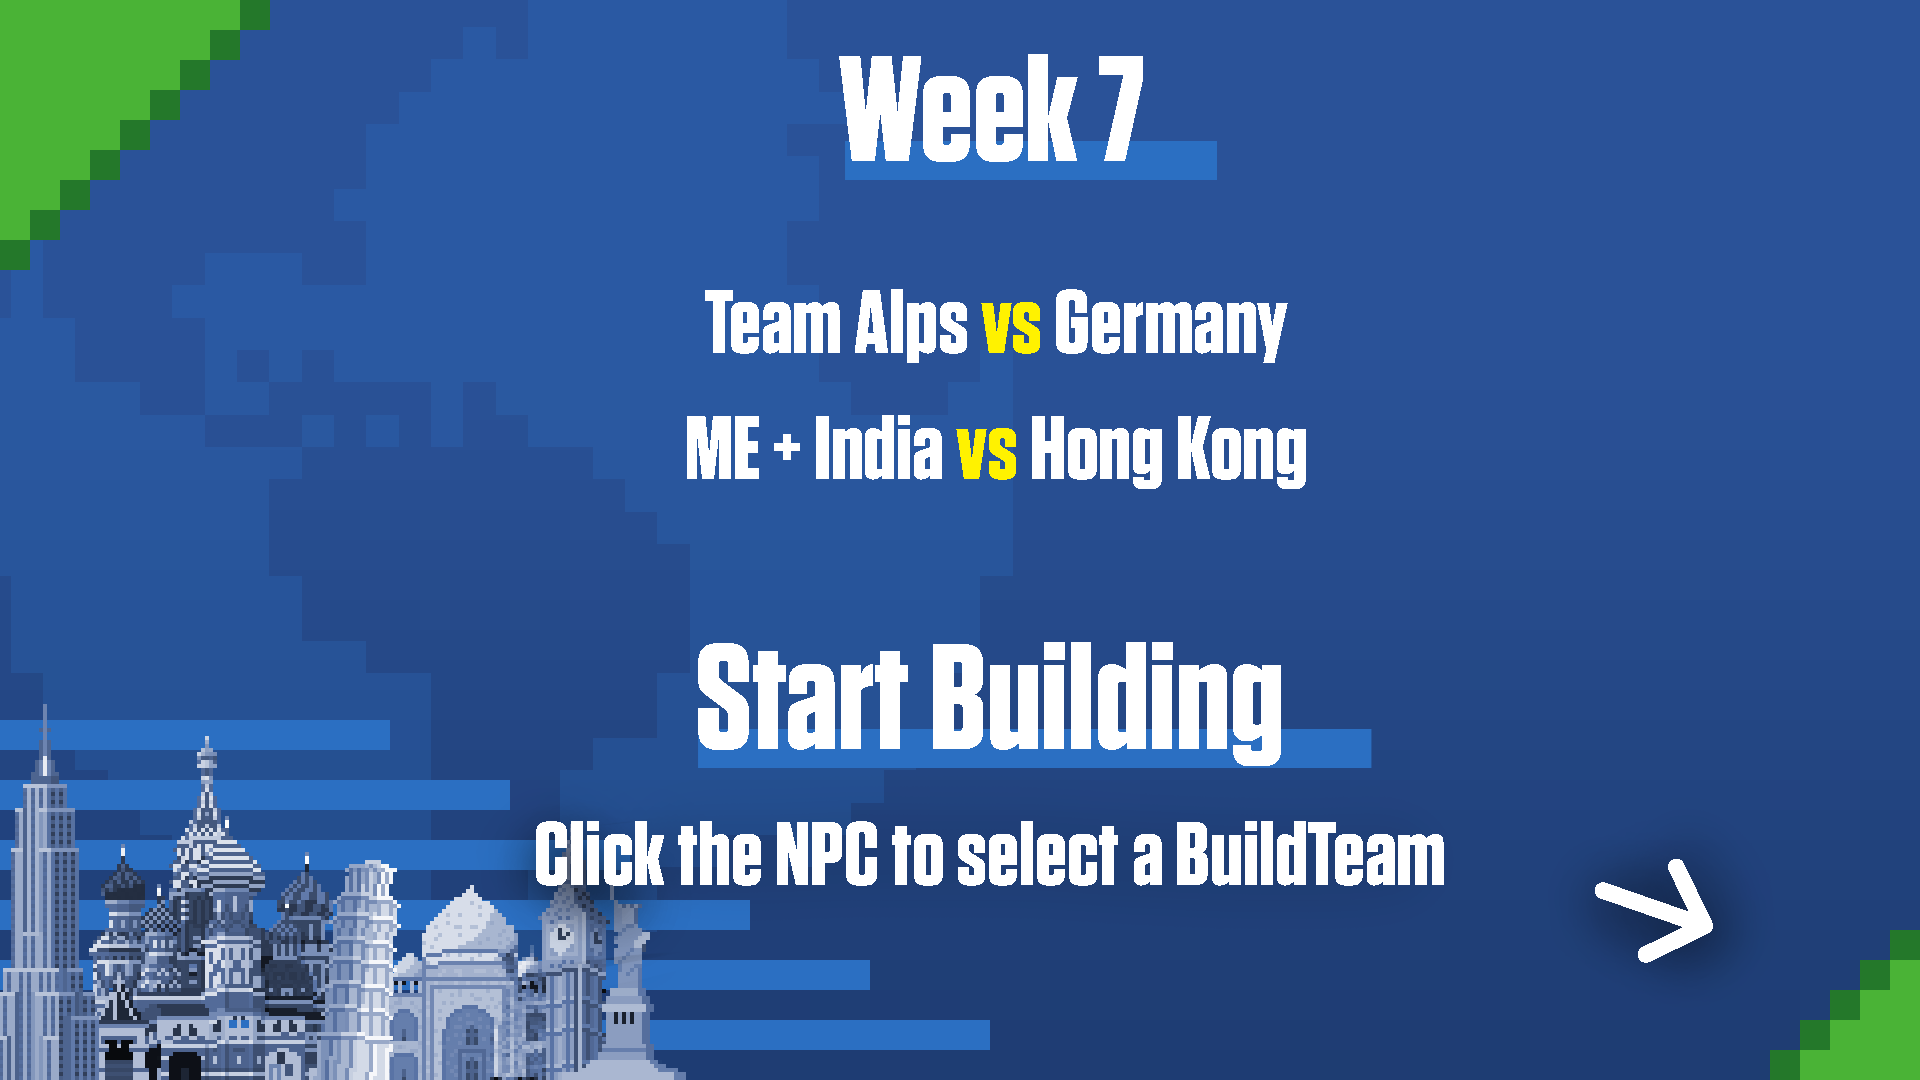 Week 7
Team Alps vs Germany
ME + India vs Hong Kong
Start Building
Click the NPC to select a BuildTeam